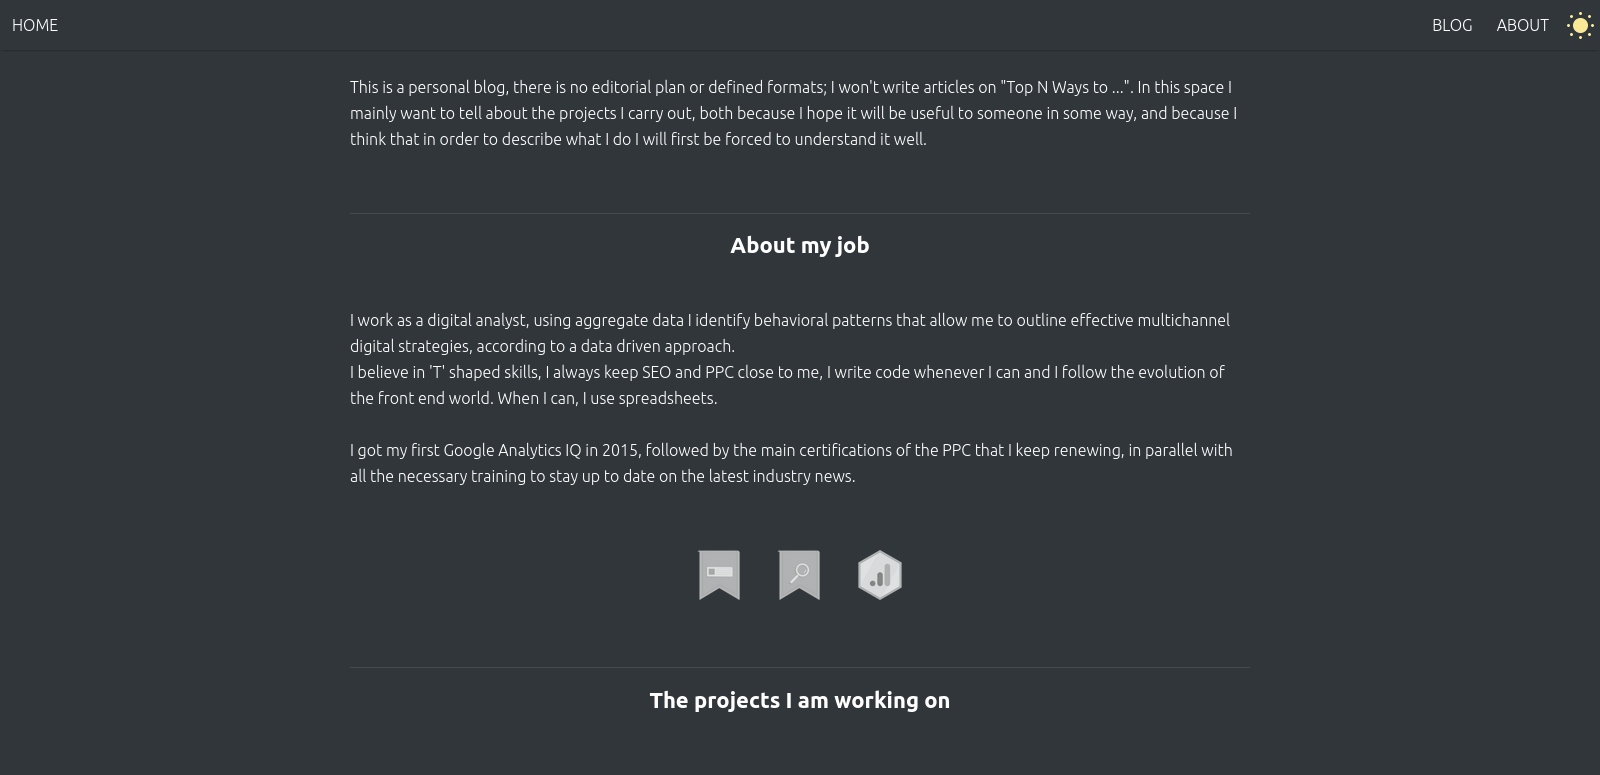 HOME
BLOG
ABOUT
This is a personal blog, there is no editorial plan or defined formats; I won't write articles on "Top N Ways to ...". In this space I
mainly want to tell about the projects I carry out, both because I hope it will be useful to someone in some way, and because I
think that in order to describe what I do I will first be forced to understand it well.
About my job
I work as a digital analyst, using aggregate data I identify behavioral patterns that allow me to outline effective multichannel
digital strategies, according to a data driven approach.
I believe in 'T' shaped skills, I always keep SEO and PPC close to me, I write code whenever I can and I follow the evolution of
the front end world. When I can, I use spreadsheets.
I got my first Google Analytics IQ in 2015, followed by the main certifications of the PPC that I keep renewing, in parallel with
all the necessary training to stay up to date on the latest industry news.
The projects I am working on